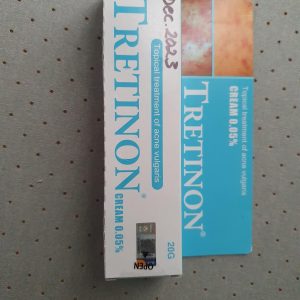 Dec. 2023
TRETINON®
Topical treatment of acne vulgaris
CREAM 0.05%
20G
OPEN
Topical treatment of acne vulgaris
CREAM 0.05%
TRETINON®